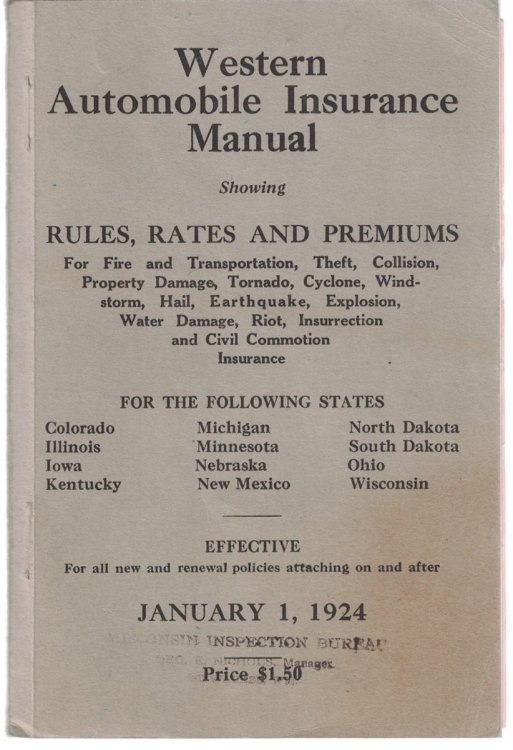 Western
Automobile Insurance
Manual
Showing
RULES, RATES AND PREMIUMS
For Fire and Transportation, Theft, Collision,
Property Damage, Tornado, Cyclone, Wind-
storm, Hail, Earthquake, Explosion,
Water Damage, Riot, Insurrection
and Civil Commotion
Insurance
FOR THE FOLLOWING STATES
Colorado Michigan North Dakota
Illinois Minnesota South Dakota
Iowa Nebraska Ohio
Kentucky New Mexico Wisconsin
EFFECTIVE
For all new and renewal policies attaching on and after
JANUARY 1, 1924
WISCONSIN INSPECTION BUREAU
GEO. NICHOLS, Manager
Price $1.50